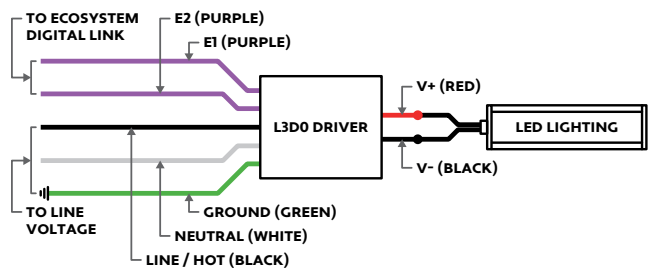 TO ECOSYSTEM
DIGITAL LINK
E2 (PURPLE)
E1 (PURPLE)
V+ (RED)
L3D0 DRIVER
LED LIGHTING
V- (BLACK)
TO LINE
VOLTAGE
GROUND (GREEN)
NEUTRAL (WHITE)
LINE / HOT (BLACK)